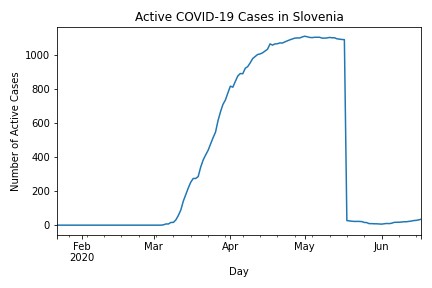 Active COVID-19 Cases in Slovenia
Number of Active Cases
1000
800
600
400
200
0
Feb Mar Apr May Jun
2020
Day